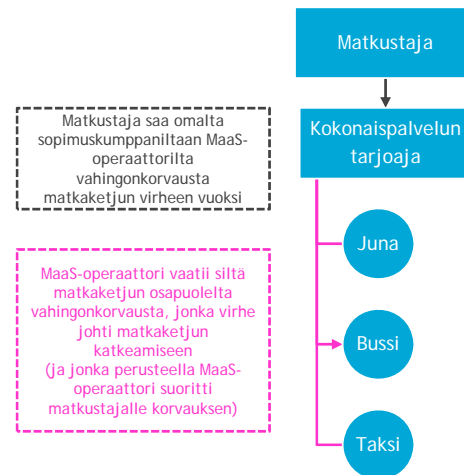 Matkustaja
Matkustaja saa omalta
sopimuskumppaniltaan MaaS-
operaattorilta
vahingonkorvausta
matkaketjun virheen vuoksi
Kokonaispalvelun
tarjoaja
Juna
MaaS-operaattori vaatii siltä
matkaketjun osapuolelta
vahingonkorvausta, jonka virhe
johti matkaketjun
katkeamiseen
(ja jonka perusteella MaaS-
operaattori suoritti
matkustajalle korvauksen)
Bussi
Taksi